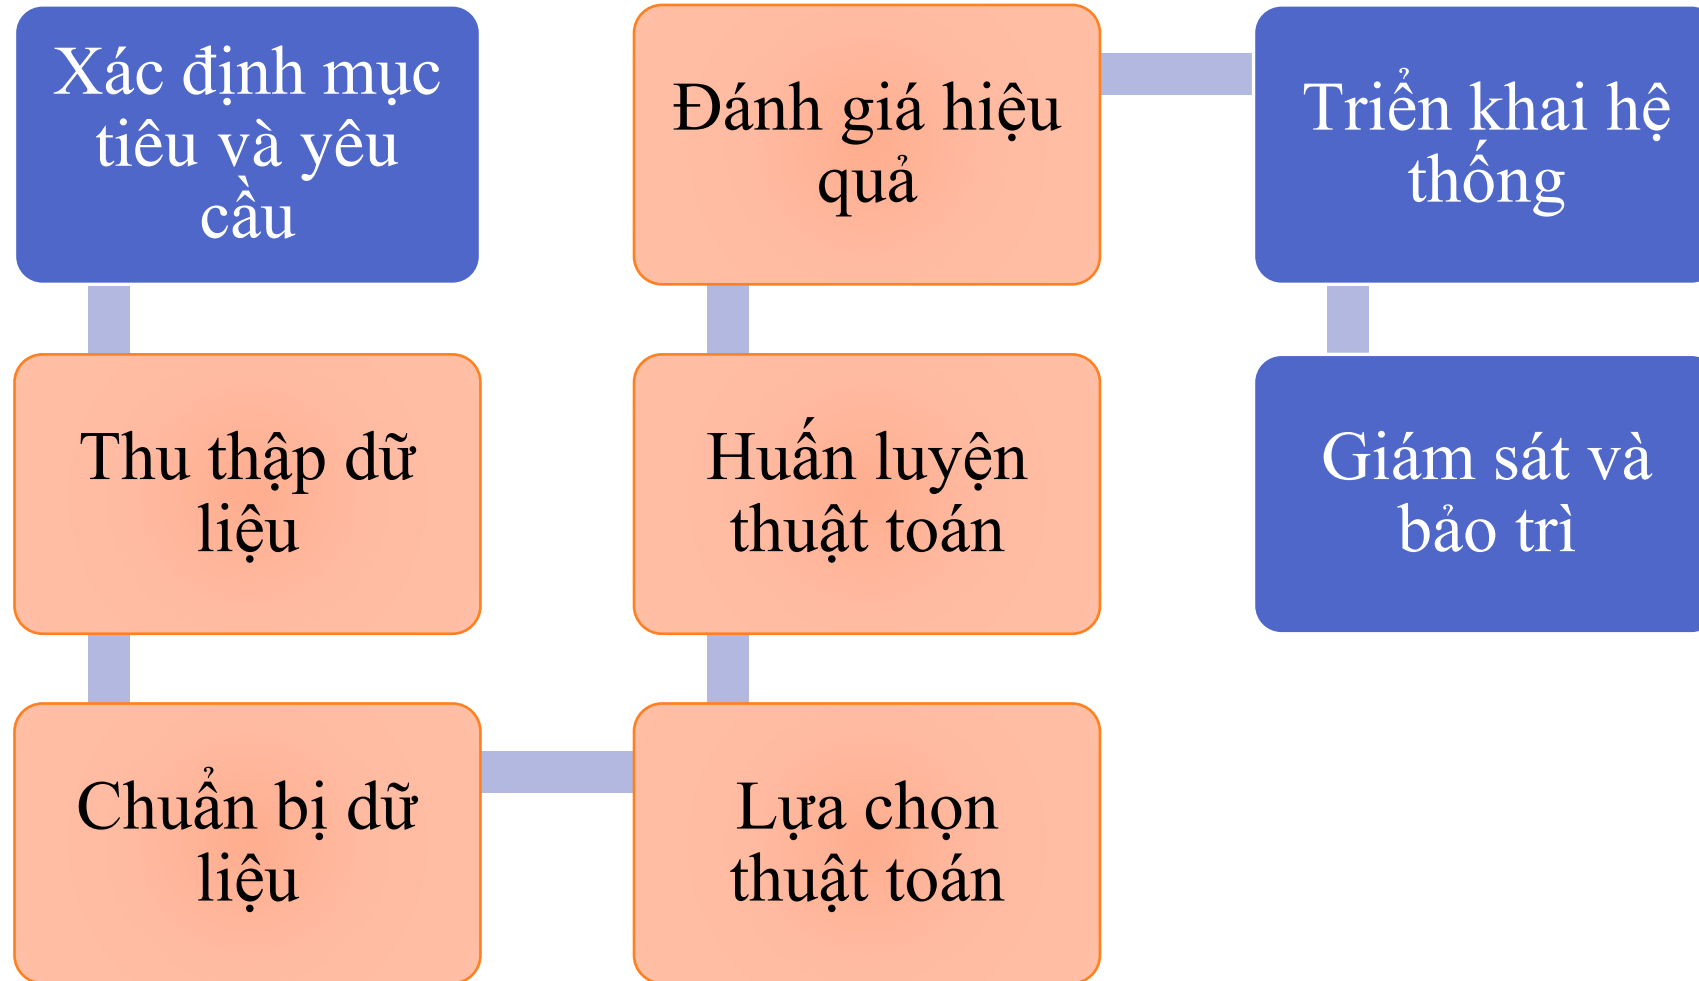 Xác định mục
tiêu và yêu
cầu
Thu thập dữ
liệu
Chuẩn bị dữ
liệu
Lựa chọn
thuật toán
Huấn luyện
thuật toán
Đánh giá hiệu
quả
Triển khai hệ
thống
Giám sát và
bảo trì